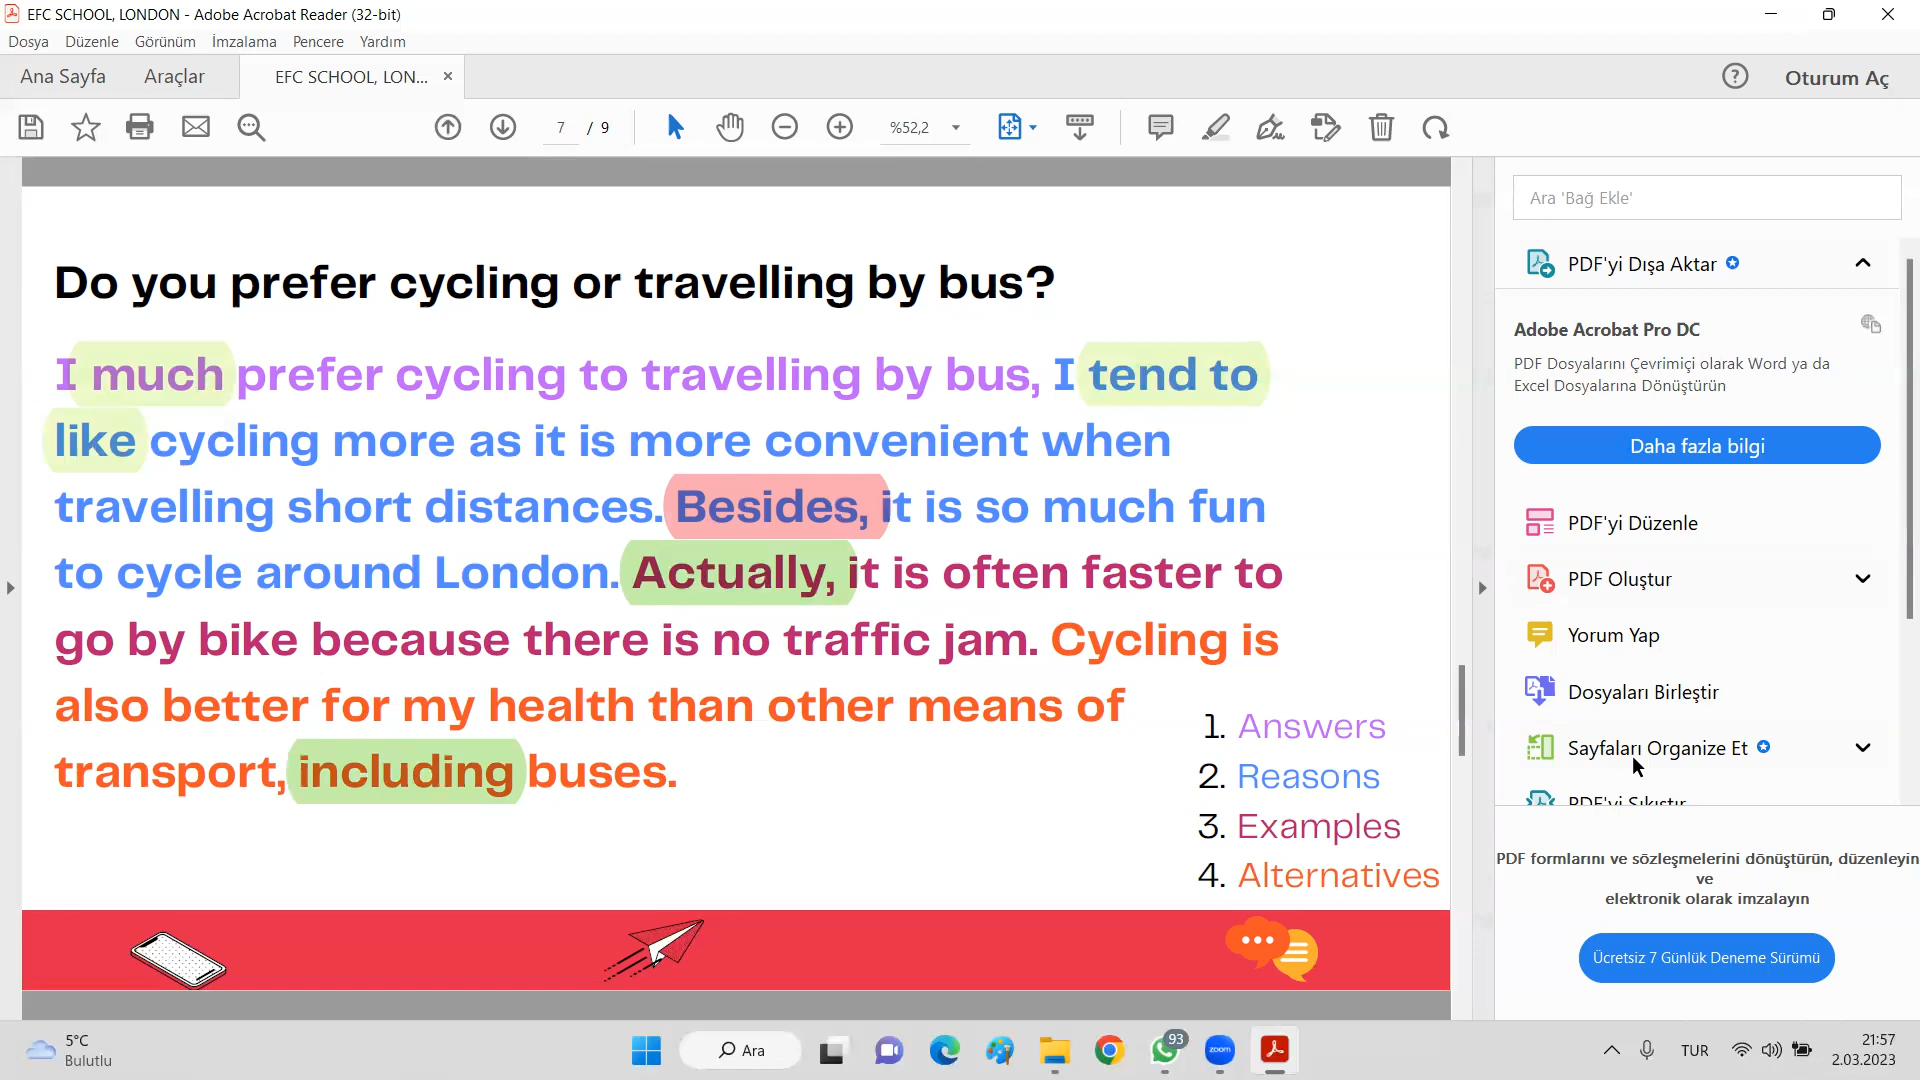 EFC SCHOOL, LONDON - Adobe Acrobat Reader (32-bit)
Dosya Düzenle Görünüm İmzalama Pencere Yardım
Ana Sayfa Araçlar EFC SCHOOL, LON... Oturum Aç
7 / 9 %52,2
Ara 'Bağ Ekle'
Do you prefer cycling or travelling by bus?
I much prefer cycling to travelling by bus, I tend to
like cycling more as it is more convenient when
travelling short distances. Besides, it is so much fun
to cycle around London. Actually, it is often faster to
go by bike because there is no traffic jam. Cycling is
also better for my health than other means of
transport, including buses.
1. Answers
2. Reasons
3. Examples
4. Alternatives
PDF'yi Dışa Aktar
Adobe Acrobat Pro DC
PDF Dosyalarını Çevrimiçi olarak Word ya da
Excel Dosyalarına Dönüştürün
Daha fazla bilgi
PDF'yi Düzenle
PDF Oluştur
Yorum Yap
Dosyaları Birleştir
Sayfaları Organize Et
PDF'yi Sıkıştır
PDF formlarını ve sözleşmelerini dönüştürün, düzenleyin
ve
elektronik olarak imzalayın
Ücretsiz 7 Günlük Deneme Sürümü
5°C
Bulutlu
Ara
93
zoom
TUR
21:57
2.03.2023